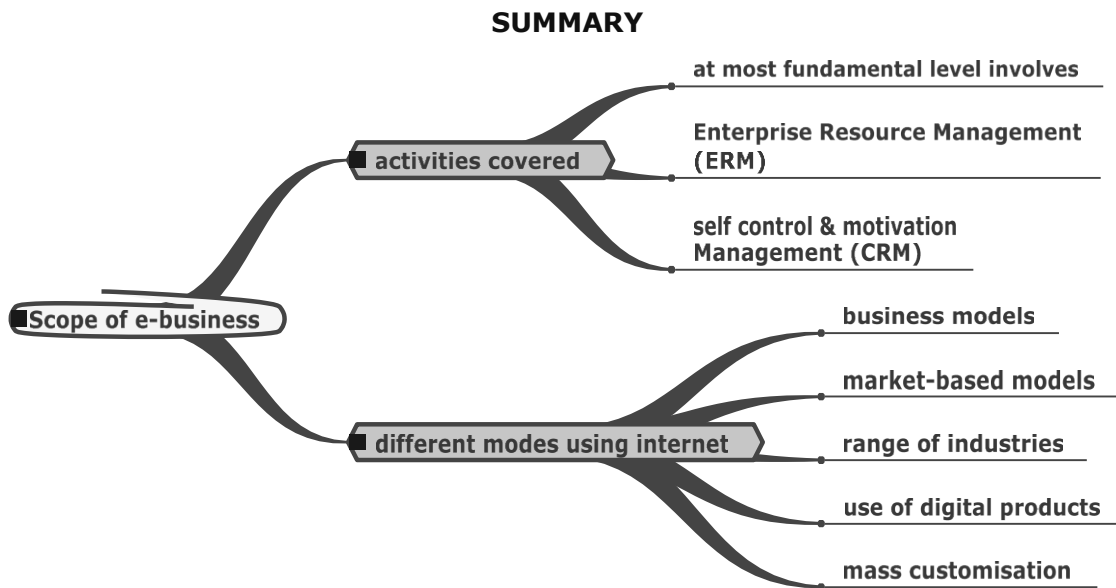 SUMMARY
at most fundamental level involves
Enterprise Resource Management
(ERM)
activities covered
self control & motivation
Management (CRM)
Scope of e-business
business models
market-based models
different modes using internet
range of industries
use of digital products
mass customisation